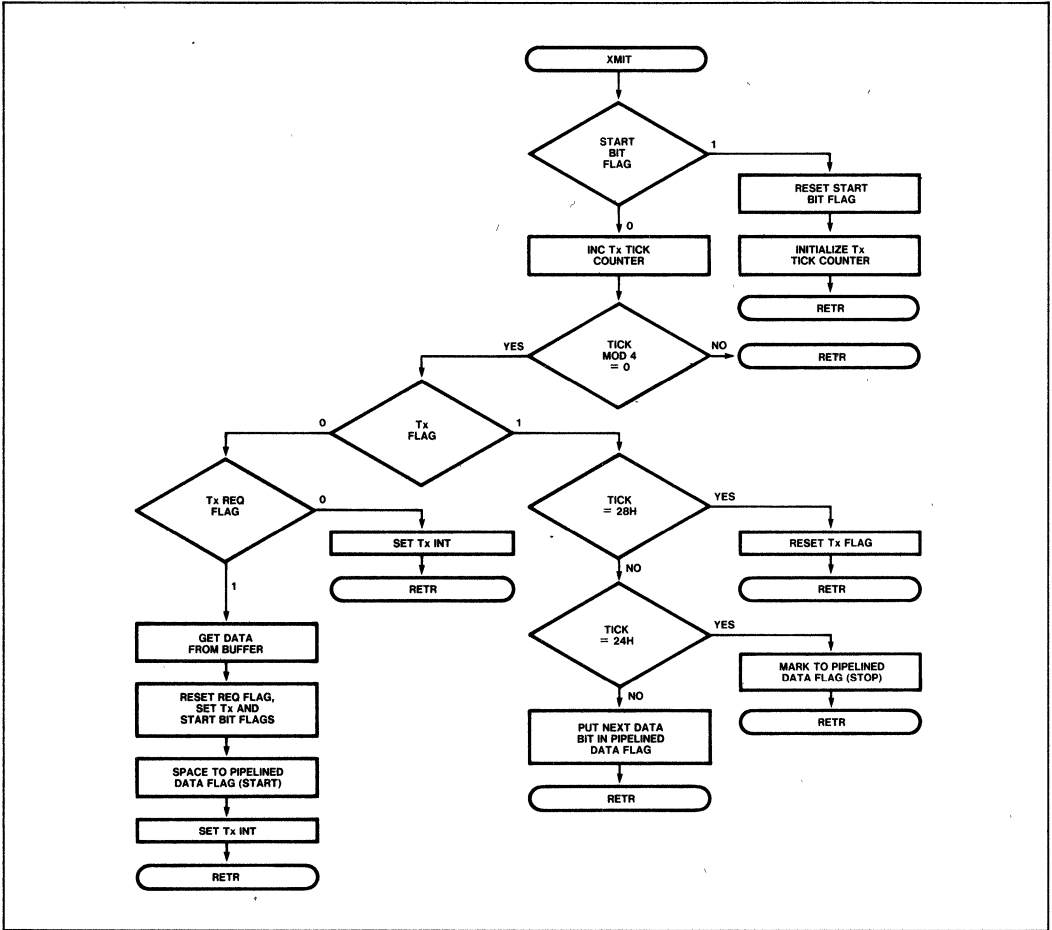 XMIT
START
BIT
FLAG
1
RESET START
BIT FLAG
0
INC Tx TICK
COUNTER
INITIALIZE Tx
TICK COUNTER
RETR
TICK
MOD 4
= 0
YES
NO
RETR
Tx
FLAG
0
1
Tx REQ
FLAG
0
SET Tx INT
RETR
1
GET DATA
FROM BUFFER
RESET REQ FLAG,
SET Tx AND
START BIT FLAGS
SPACE TO PIPELINED
DATA FLAG (START)
SET Tx INT
RETR
TICK
= 28H
YES
RESET Tx FLAG
RETR
NO
TICK
= 24H
YES
MARK TO PIPELINED
DATA FLAG (STOP)
RETR
NO
PUT NEXT DATA
BIT IN PIPELINED
DATA FLAG
RETR